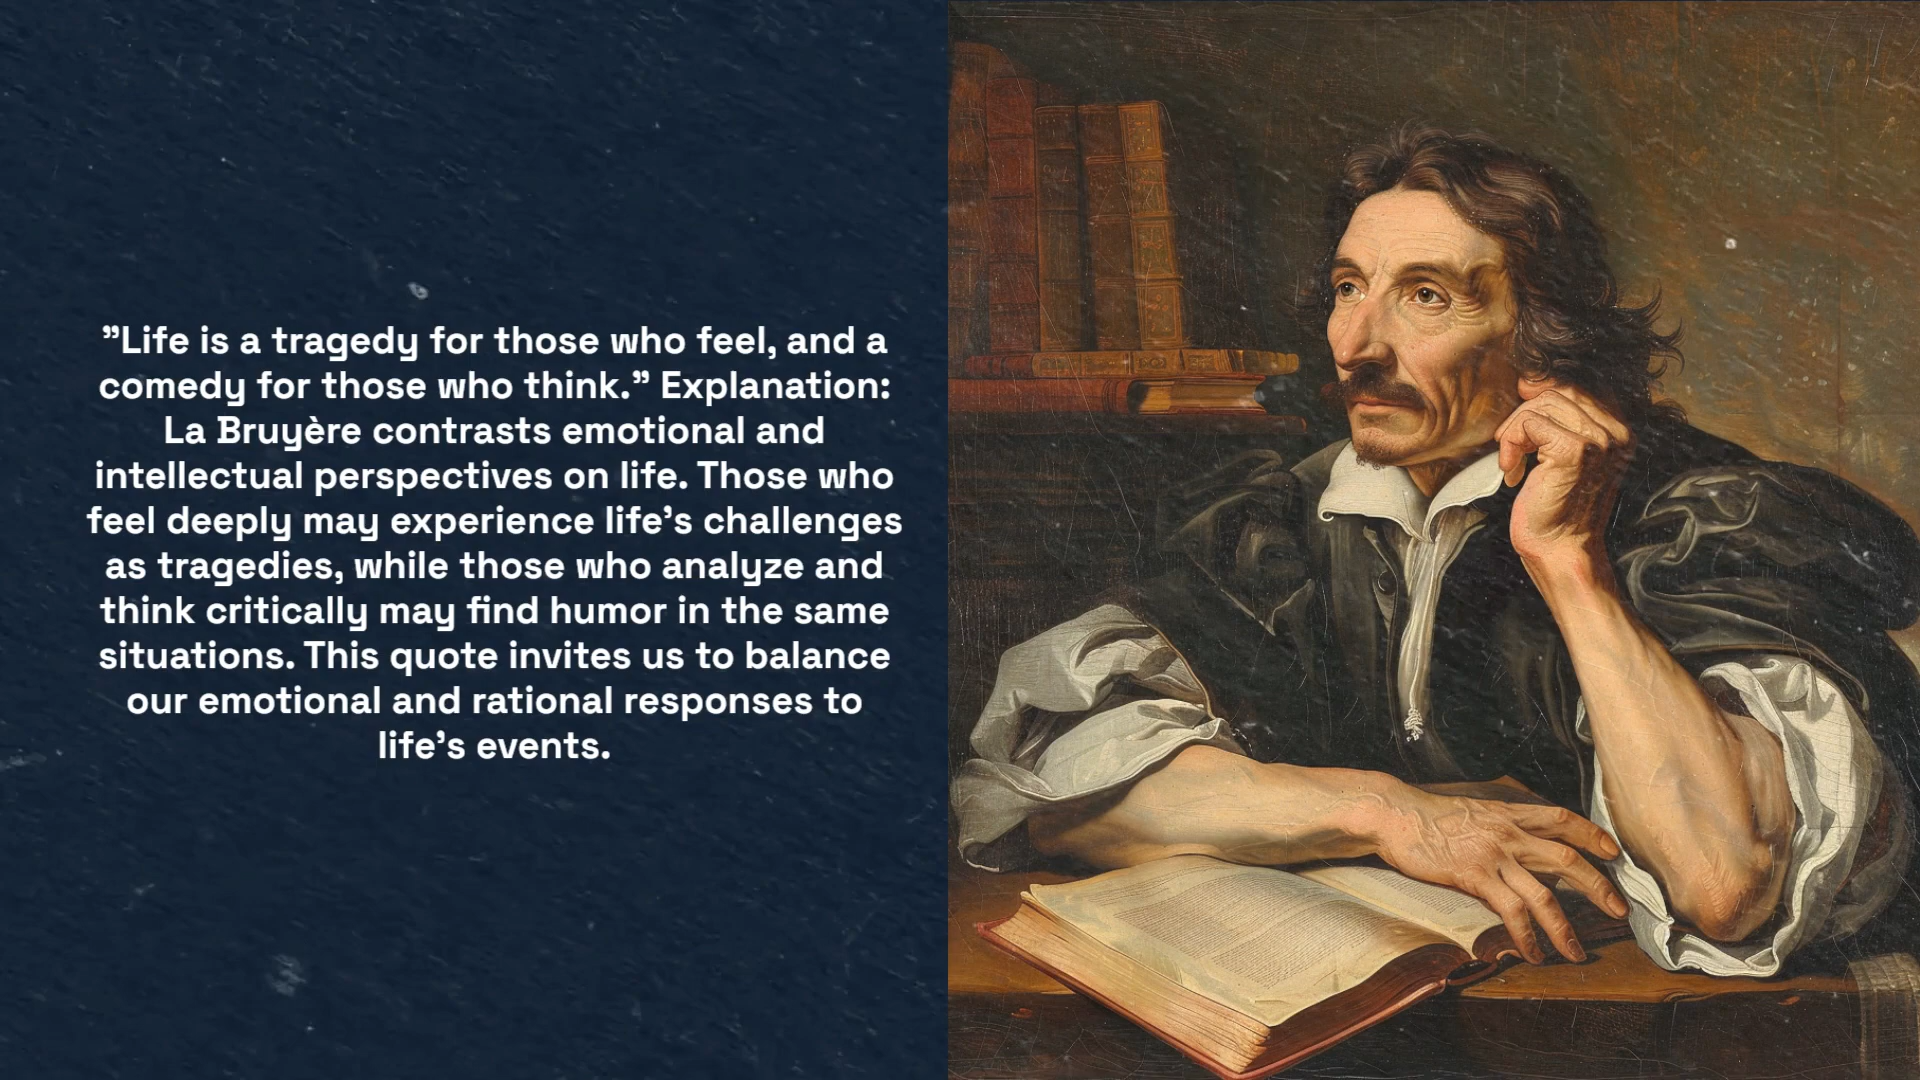 ”Life is a tragedy for those who feel, and a
comedy for those who think.” Explanation:
La Bruyère contrasts emotional and
intellectual perspectives on life. Those who
feel deeply may experience life’s challenges
as tragedies, while those who analyze and
think critically may find humor in the same
situations. This quote invites us to balance
our emotional and rational responses to
life’s events.